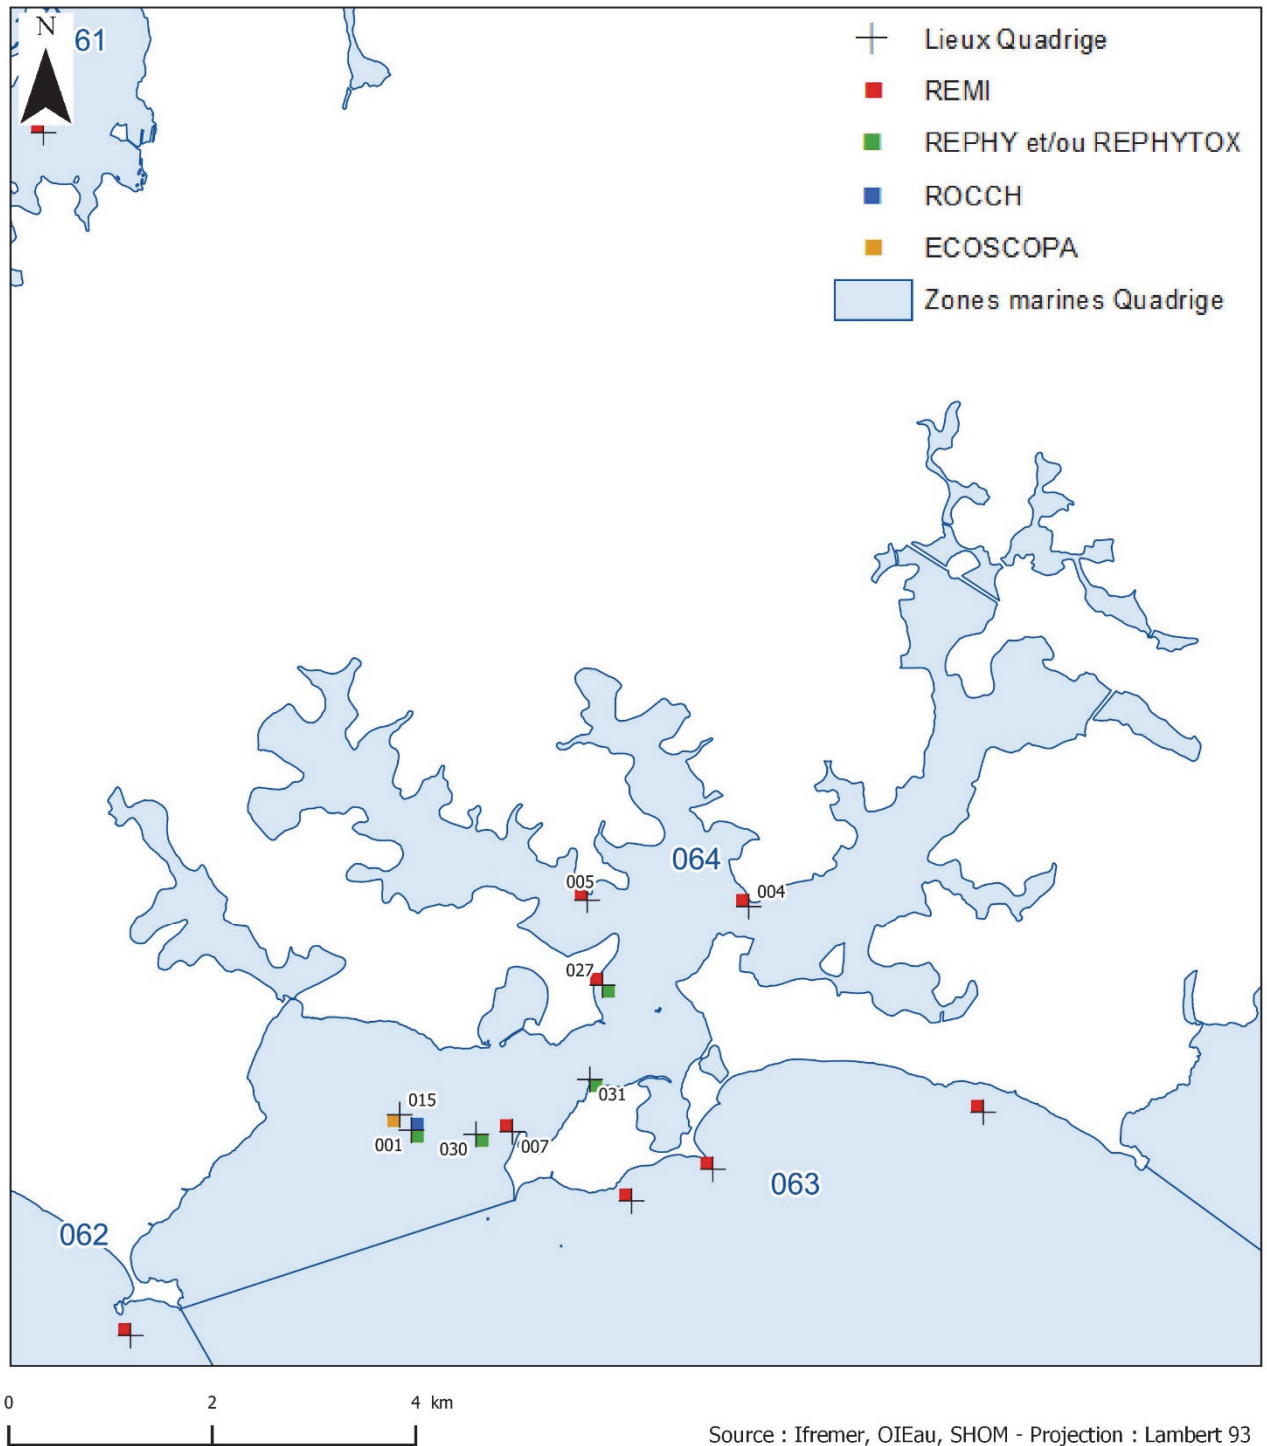 N
61
Lieux Quadrige
REMI
REPHY et/ou REPHYTOX
ROCCH
ECOSCOPA
Zones marines Quadrige
064
005
004
027
031
015
001
030
007
063
062
0 2 4 km
Source : Ifremer, OIEau, SHOM - Projection : Lambert 93